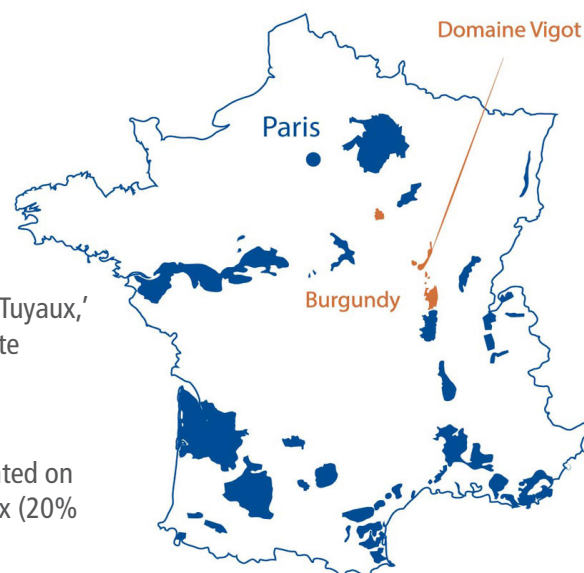 Domaine Vigot
Paris
Burgundy
Tuyaux,’
te
ted on
x (20%